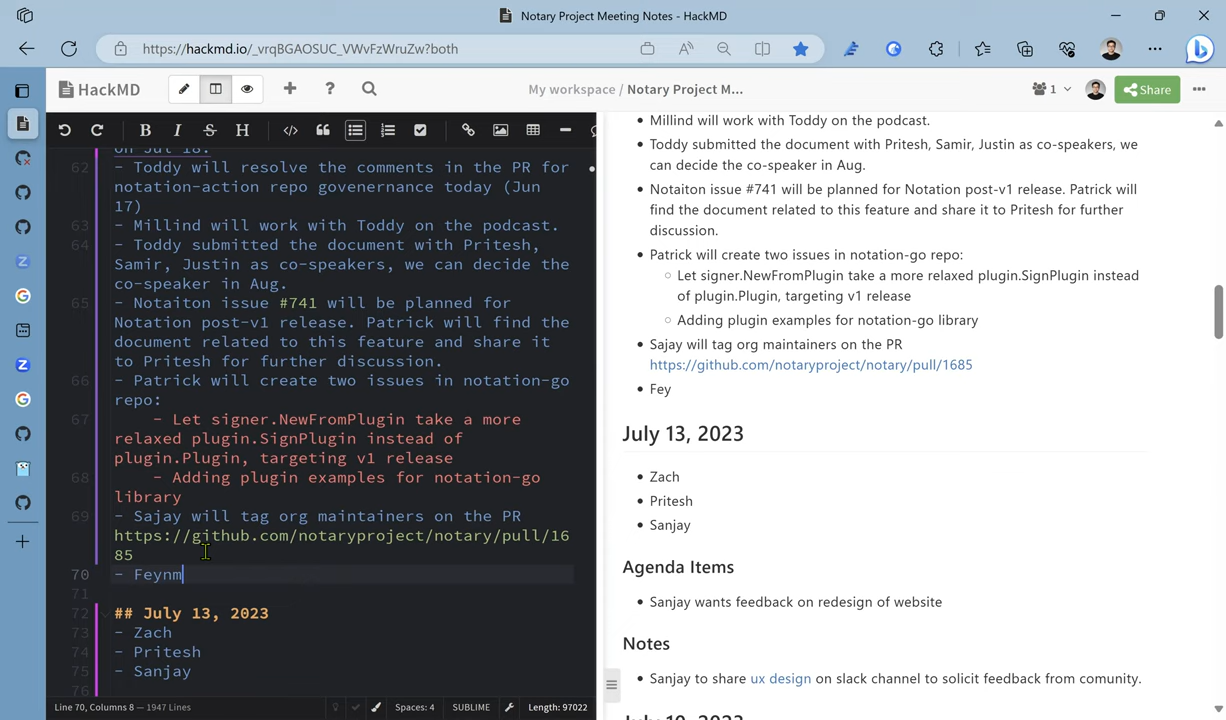 Notary Project Meeting Notes - HackMD
https://hackmd.io/_vrqBGAOSUC_VWvFzWruZw?both
HackMD
My workspace / Notary Project M...
1
Share
On Jul 18.
62 - Toddy will resolve the comments in the PR for
notation-action repo govenernance today (Jun
17)
63 - Millind will work with Toddy on the podcast.
64 - Toddy submitted the document with Pritesh,
Samir, Justin as co-speakers, we can decide the
co-speaker in Aug.
65 - Notaiton issue #741 will be planned for
Notation post-v1 release. Patrick will find the
document related to this feature and share it
to Pritesh for further discussion.
66 - Patrick will create two issues in notation-go
repo:
67 - Let signer.NewFromPlugin take a more
relaxed plugin.SignPlugin instead of
plugin.Plugin, targeting v1 release
68 - Adding plugin examples for notation-go
library
69 - Sajay will tag org maintainers on the PR
https://github.com/notaryproject/notary/pull/16
85
70 - Feynm
71
72 ## July 13, 2023
73 - Zach
74 - Pritesh
75 - Sanjay
76
Line 70, Columns 8 — 1947 Lines
Spaces: 4
SUBLIME
Length: 97022
• Millind will work with Toddy on the podcast.
• Toddy submitted the document with Pritesh, Samir, Justin as co-speakers, we
can decide the co-speaker in Aug.
• Notaiton issue #741 will be planned for Notation post-v1 release. Patrick will
find the document related to this feature and share it to Pritesh for further
discussion.
• Patrick will create two issues in notation-go repo:
○ Let signer.NewFromPlugin take a more relaxed plugin.SignPlugin instead
of plugin.Plugin, targeting v1 release
○ Adding plugin examples for notation-go library
• Sajay will tag org maintainers on the PR
https://github.com/notaryproject/notary/pull/1685
• Fey
July 13, 2023
• Zach
• Pritesh
• Sanjay
Agenda Items
• Sanjay wants feedback on redesign of website
Notes
• Sanjay to share ux design on slack channel to solicit feedback from comunity.